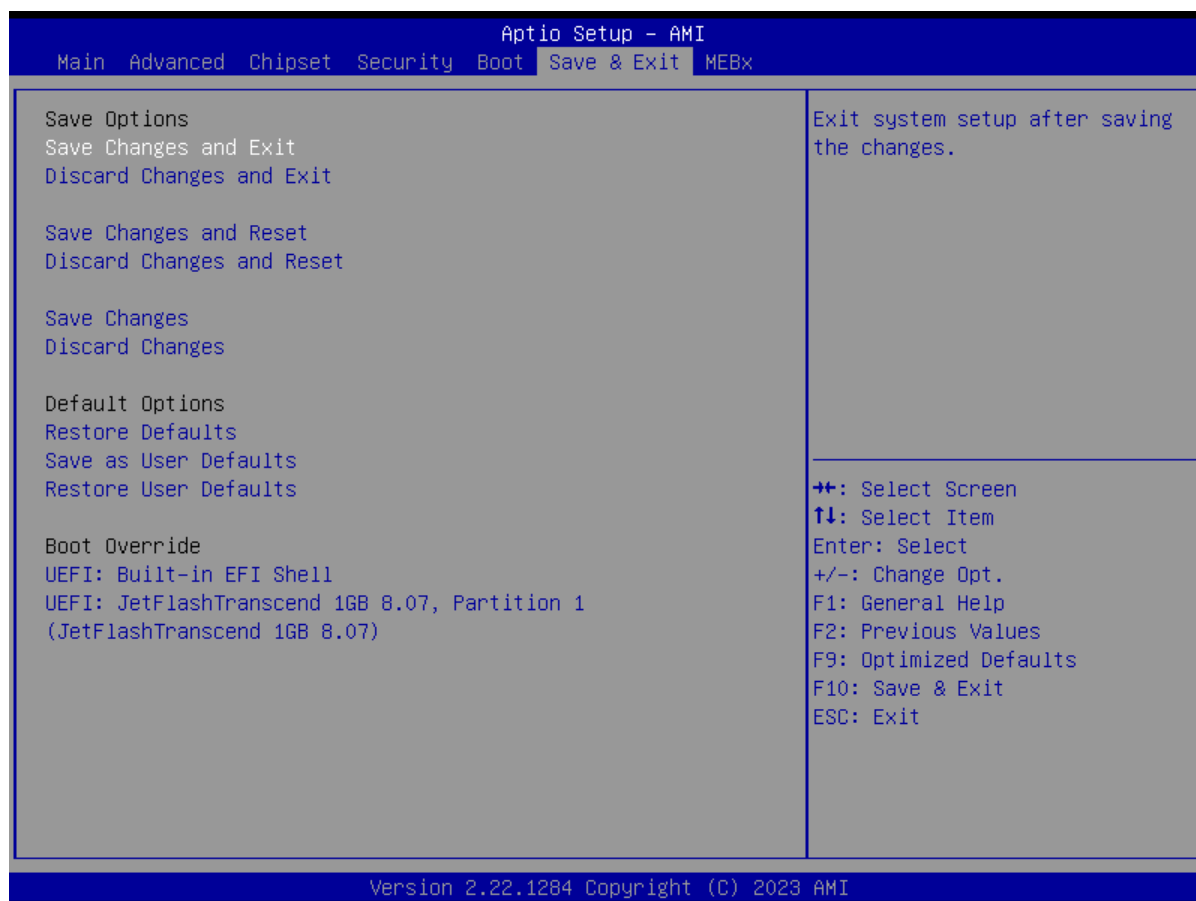 Aptio Setup – AMI
Main Advanced Chipset Security Boot Save & Exit MEBx
Save Options
Save Changes and Exit
Discard Changes and Exit
Save Changes and Reset
Discard Changes and Reset
Save Changes
Discard Changes
Default Options
Restore Defaults
Save as User Defaults
Restore User Defaults
Boot Override
UEFI: Built-in EFI Shell
UEFI: JetFlashTranscend 1GB 8.07, Partition 1
(JetFlashTranscend 1GB 8.07)
Exit system setup after saving
the changes.
→←: Select Screen
↑↓: Select Item
Enter: Select
+/-: Change Opt.
F1: General Help
F2: Previous Values
F9: Optimized Defaults
F10: Save & Exit
ESC: Exit
Version 2.22.1284 Copyright (C) 2023 AMI